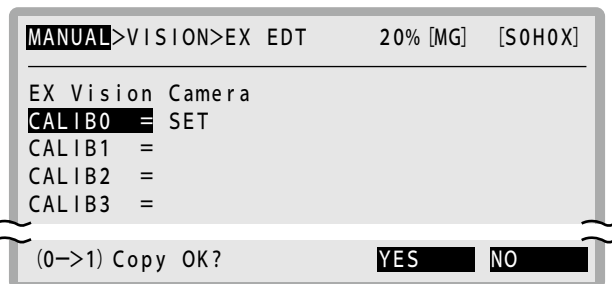 MANUAL>VISION>EX EDT 20% [MG] [S0H0X]
EX Vision Camera
CALIB0 = SET
CALIB1 =
CALIB2 =
CALIB3 =
(0->1) Copy OK? YES NO